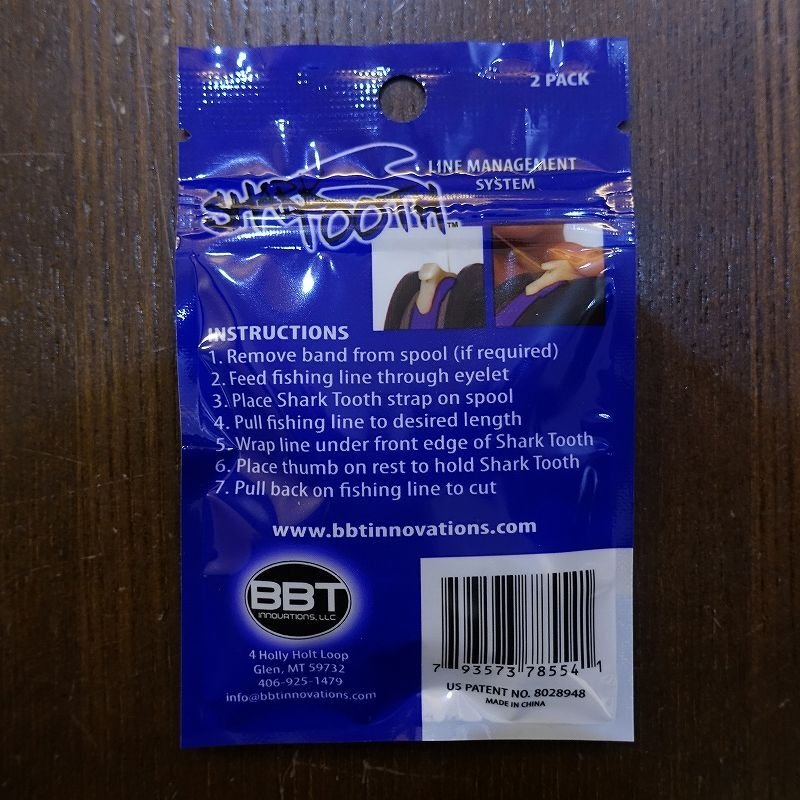 2 PACK
SHARK TOOTH™
LINE MANAGEMENT
SYSTEM
INSTRUCTIONS
1. Remove band from spool (if required)
2. Feed fishing line through eyelet
3. Place Shark Tooth strap on spool
4. Pull fishing line to desired length
5. Wrap line under front edge of Shark Tooth
6. Place thumb on rest to hold Shark Tooth
7. Pull back on fishing line to cut
www.bbtinnovations.com
BBT
INNOVATIONS, LLC
4 Holly Holt Loop
Glen, MT 59732
406-925-1479
info@bbtinnovations.com
7 93573 78554 1
US PATENT NO. 8028948
MADE IN CHINA